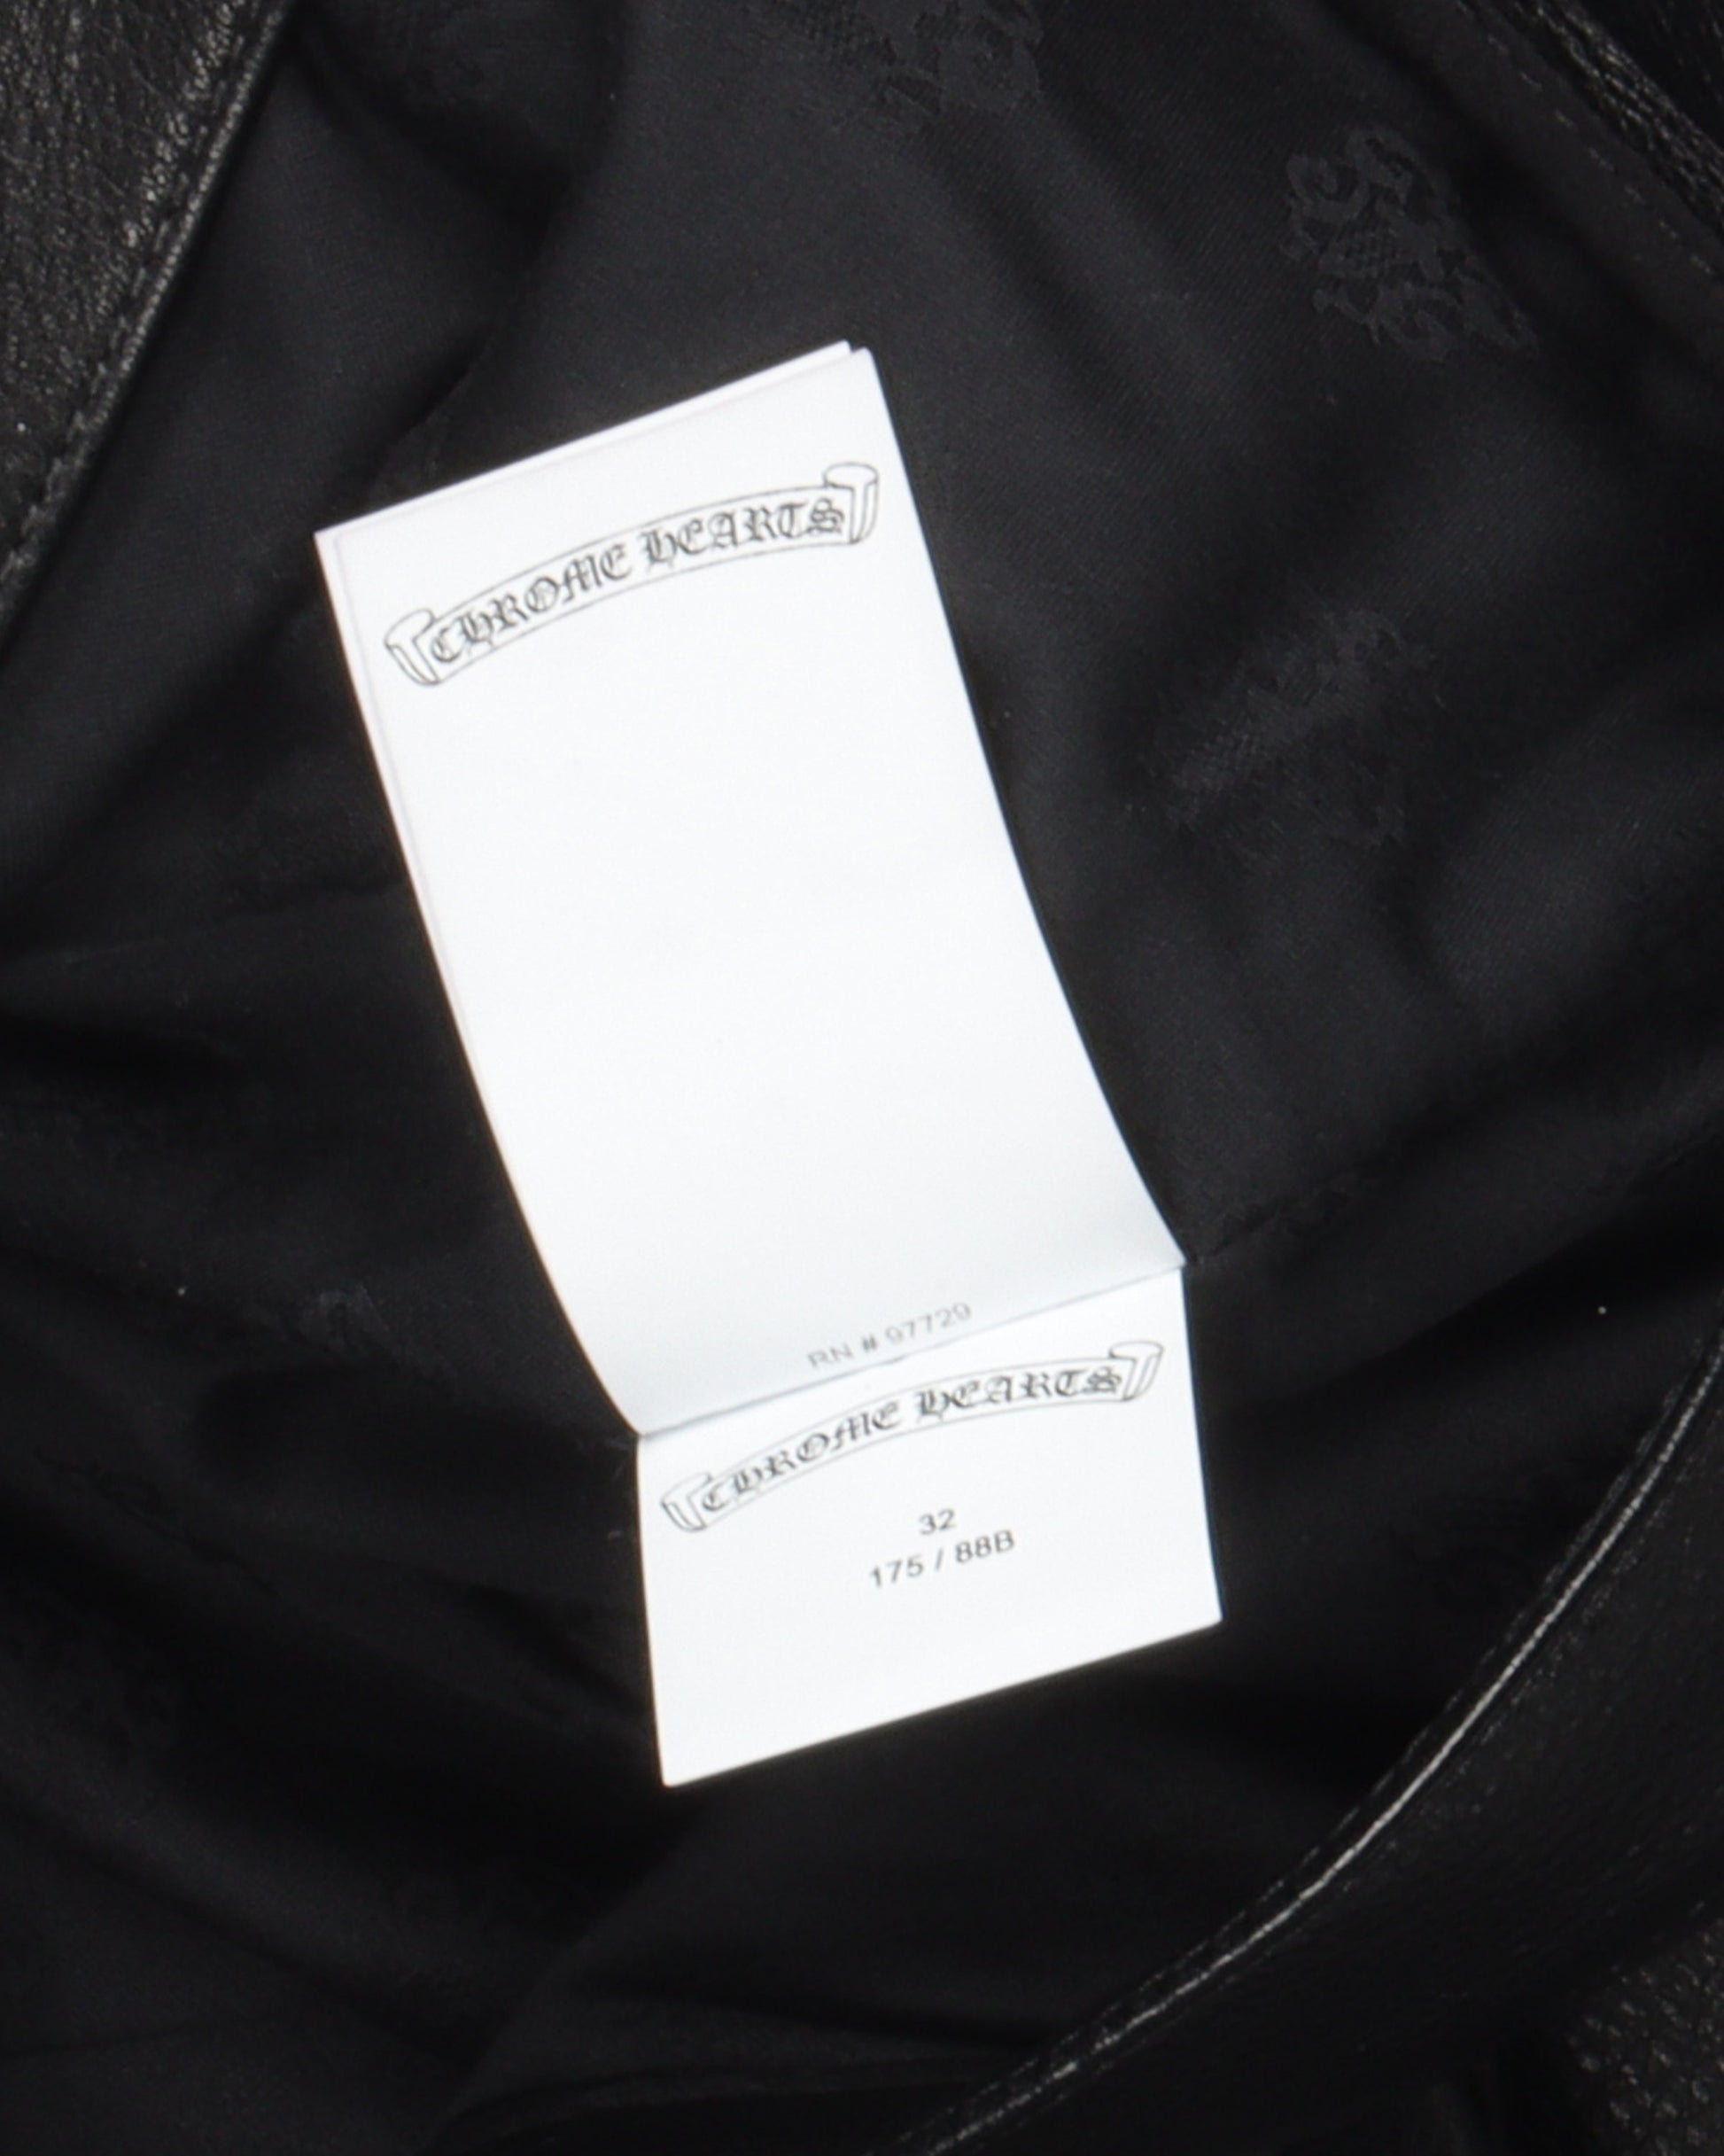 CHROME HEARTS
RN # 97729
CHROME HEARTS
32
175 / 88B